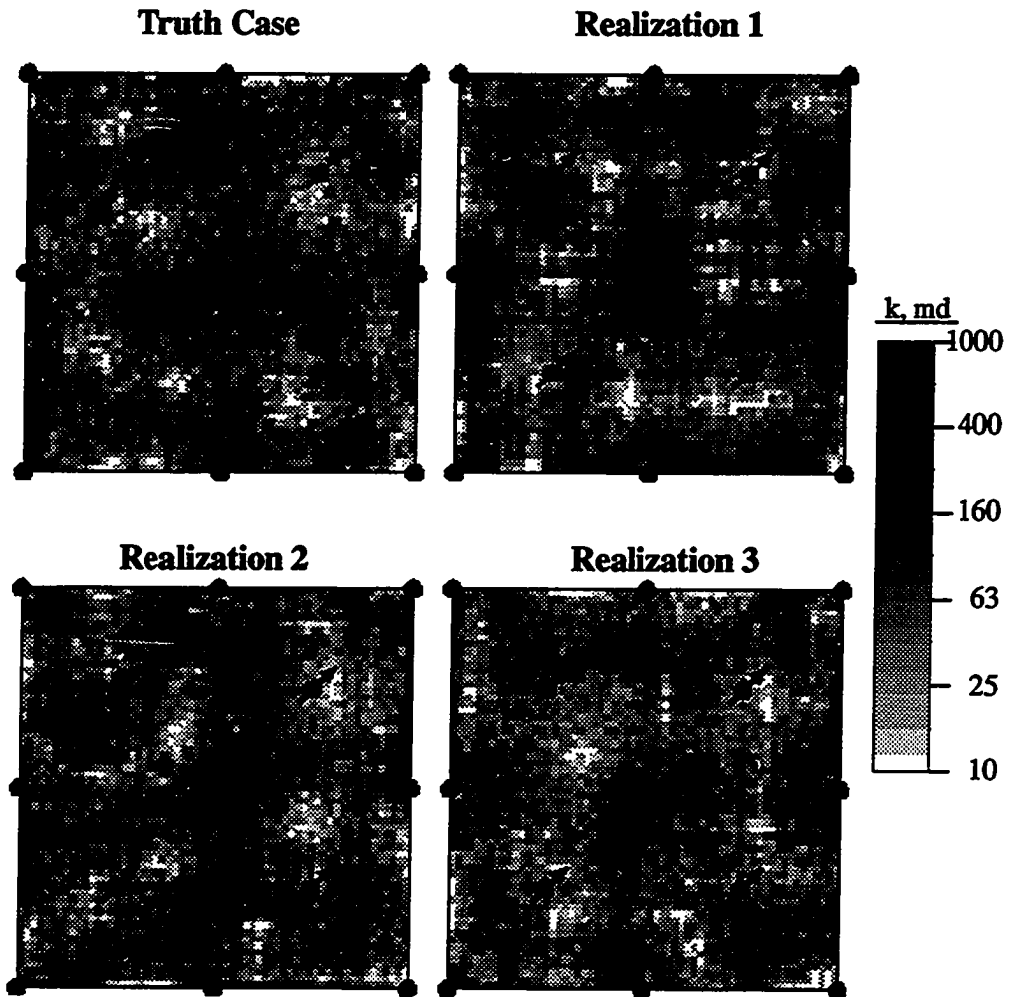 Truth Case
Realization 1
k, md
1000
400
160
63
25
10
Realization 2
Realization 3